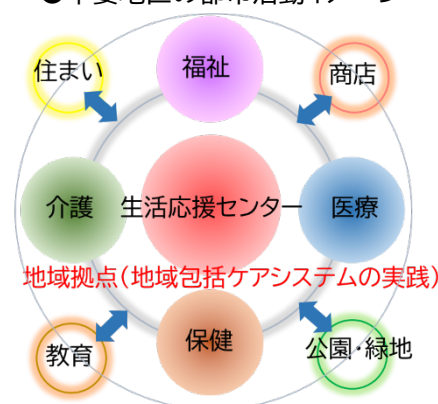 住まい
福祉
商店
介護
生活応援センター
医療
地域拠点(地域包括ケアシステムの実践)
教育
保健
公園・緑地